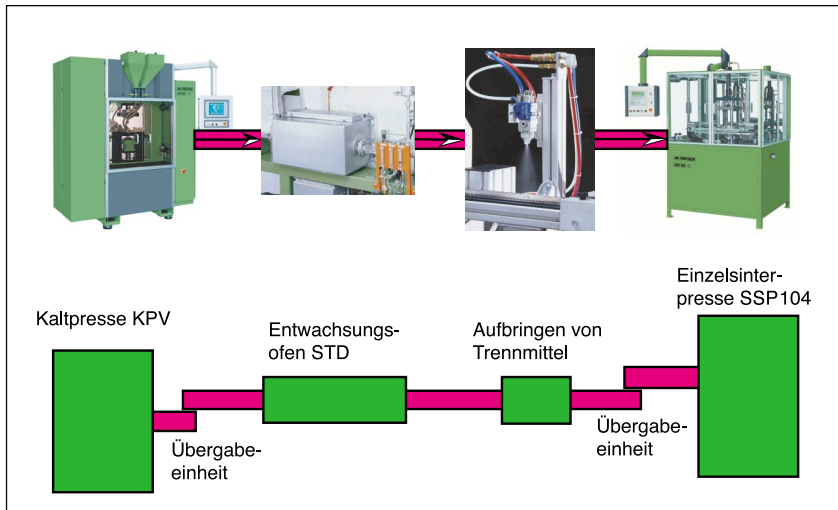 Einzelsinter-
presse SSP104
Kaltpresse KPV
Entwachsungs-
ofen STD
Aufbringen von
Trennmittel
Übergabe-
einheit
Übergabe-
einheit